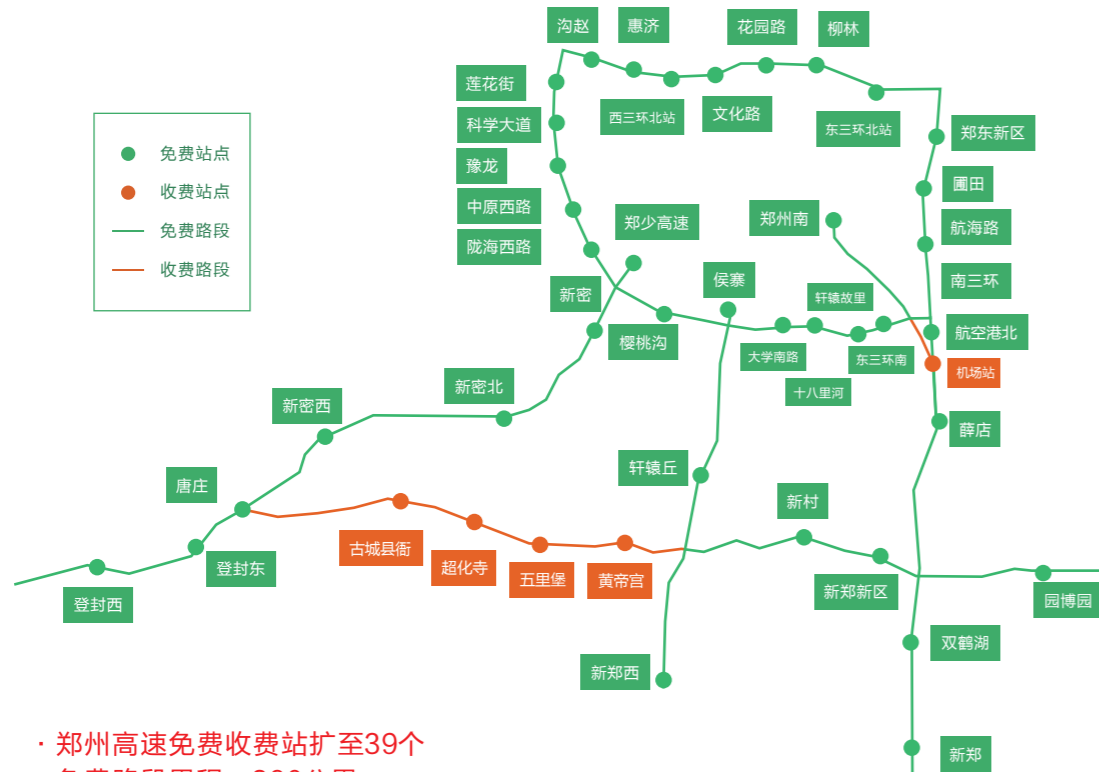 沟赵
惠济
花园路
柳林
莲花街
西三环北站
文化路
科学大道
东三环北站
郑东新区
免费站点
豫龙
圃田
收费站点
中原西路
郑州南
郑少高速
航海路
免费路段
陇海西路
收费路段
侯寨
南三环
新密
轩辕故里
航空港北
樱桃沟
大学南路
东三环南
机场站
新密北
十八里河
新密西
薛店
轩辕丘
唐庄
新村
古城县衙
登封东
超化寺
五里堡
黄帝宫
新郑新区
登封西
园博园
双鹤湖
新郑西
· 郑州高速免费收费站扩至39个
新郑